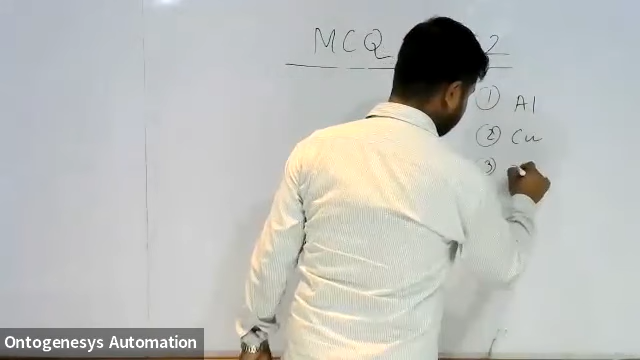 MCQ 2
① Al
② Cu
③
Ontogenesys Automation